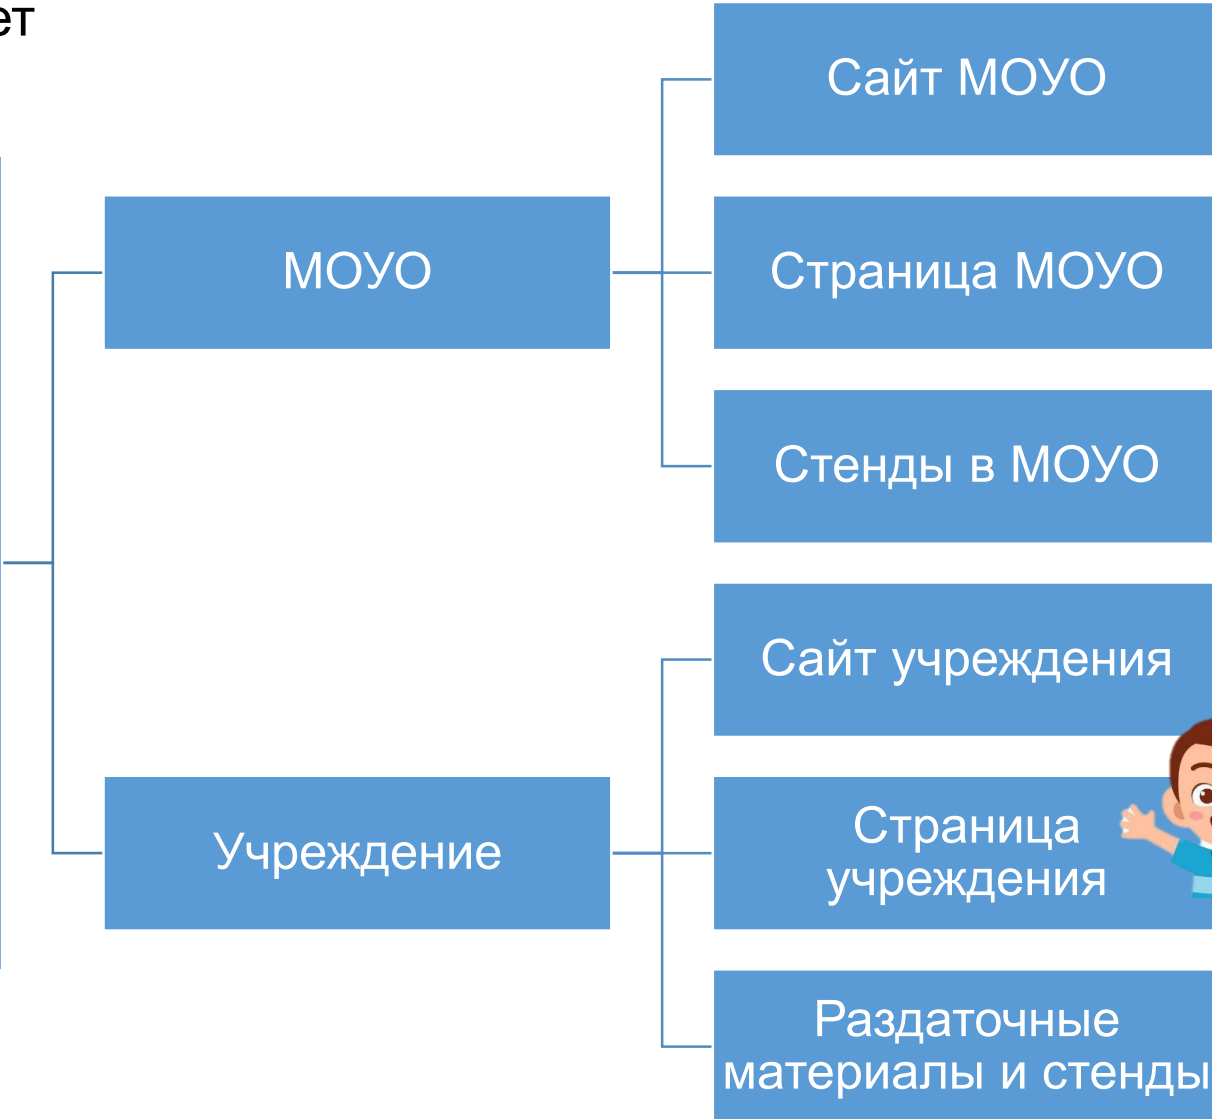 ет
Сайт МОУО
МОУО
Страница МОУО
Стенды в МОУО
Сайт учреждения
Учреждение
Страница
учреждения
Раздаточные
материалы и стенды